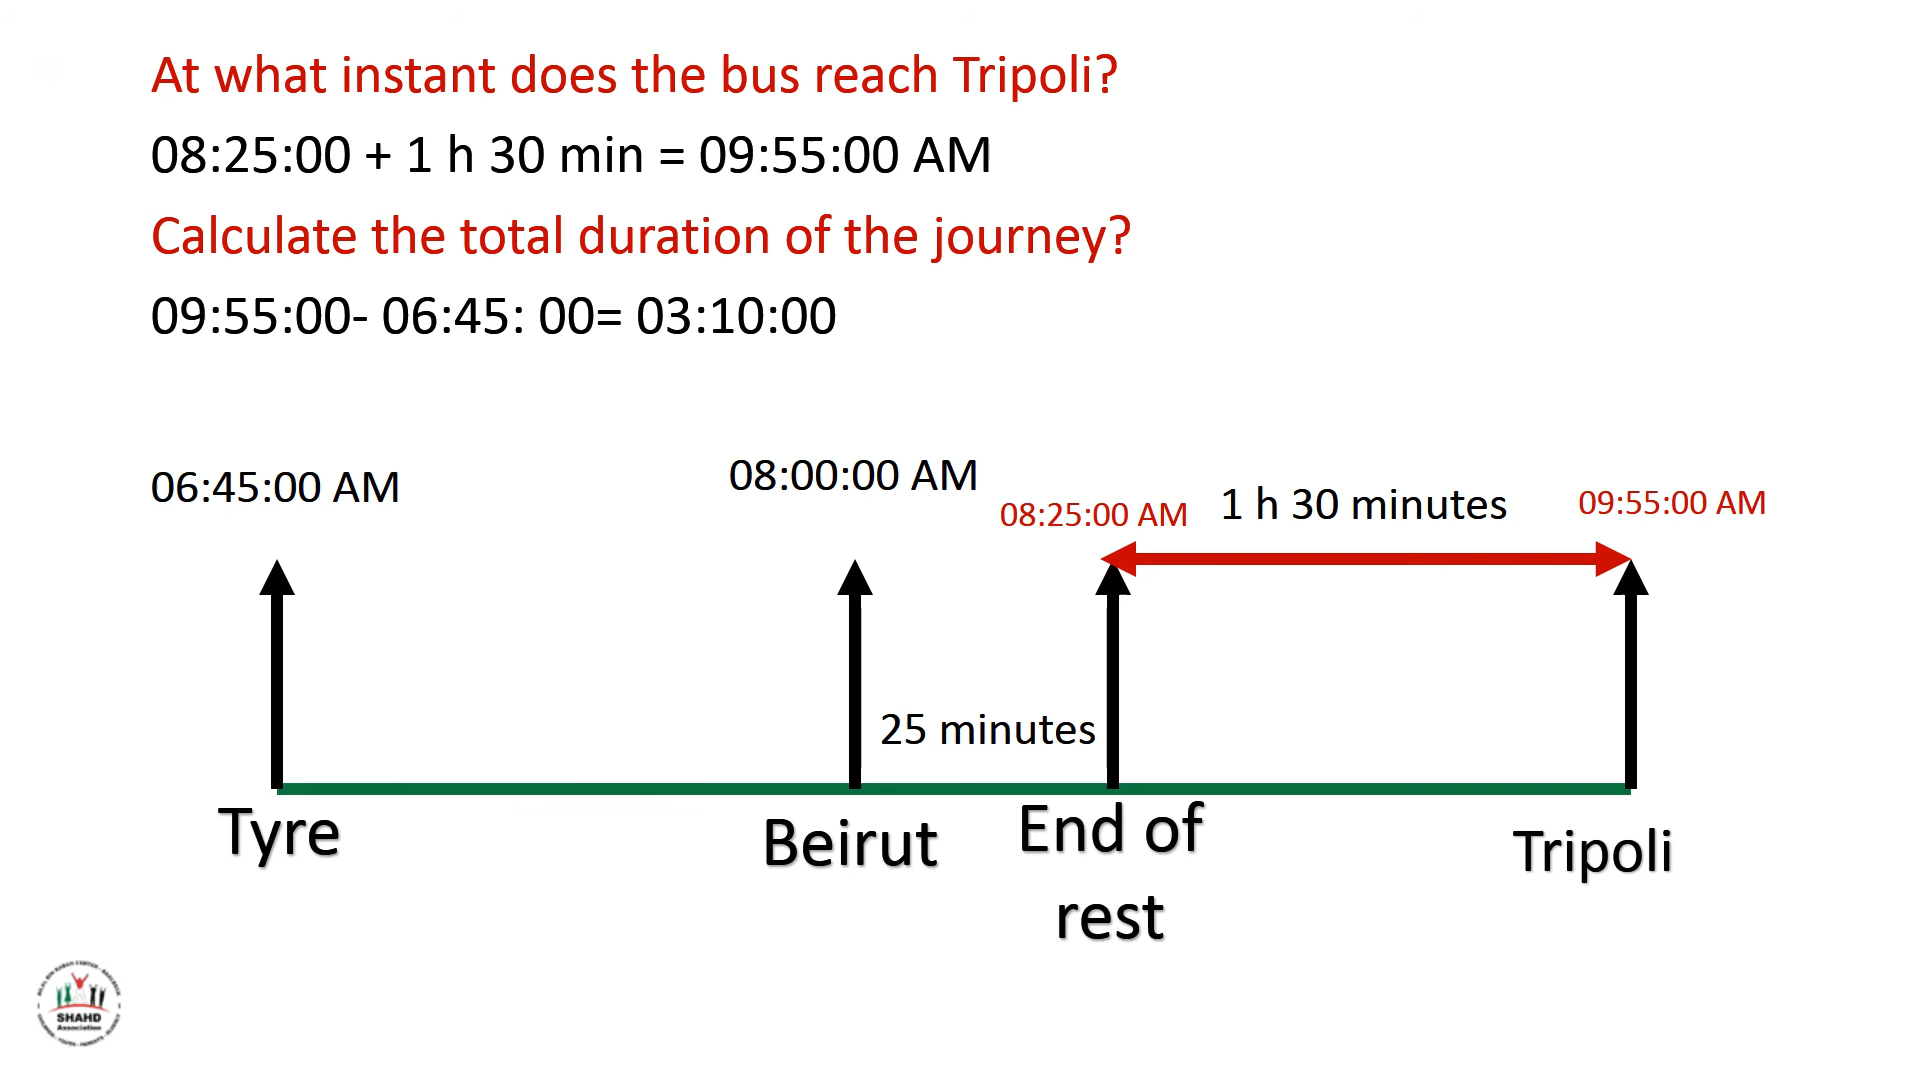 At what instant does the bus reach Tripoli?
08:25:00 + 1 h 30 min = 09:55:00 AM
Calculate the total duration of the journey?
09:55:00- 06:45: 00= 03:10:00
06:45:00 AM
08:00:00 AM
08:25:00 AM
1 h 30 minutes
09:55:00 AM
25 minutes
Tyre
Beirut
End of
rest
Tripoli
SHAHD
Association